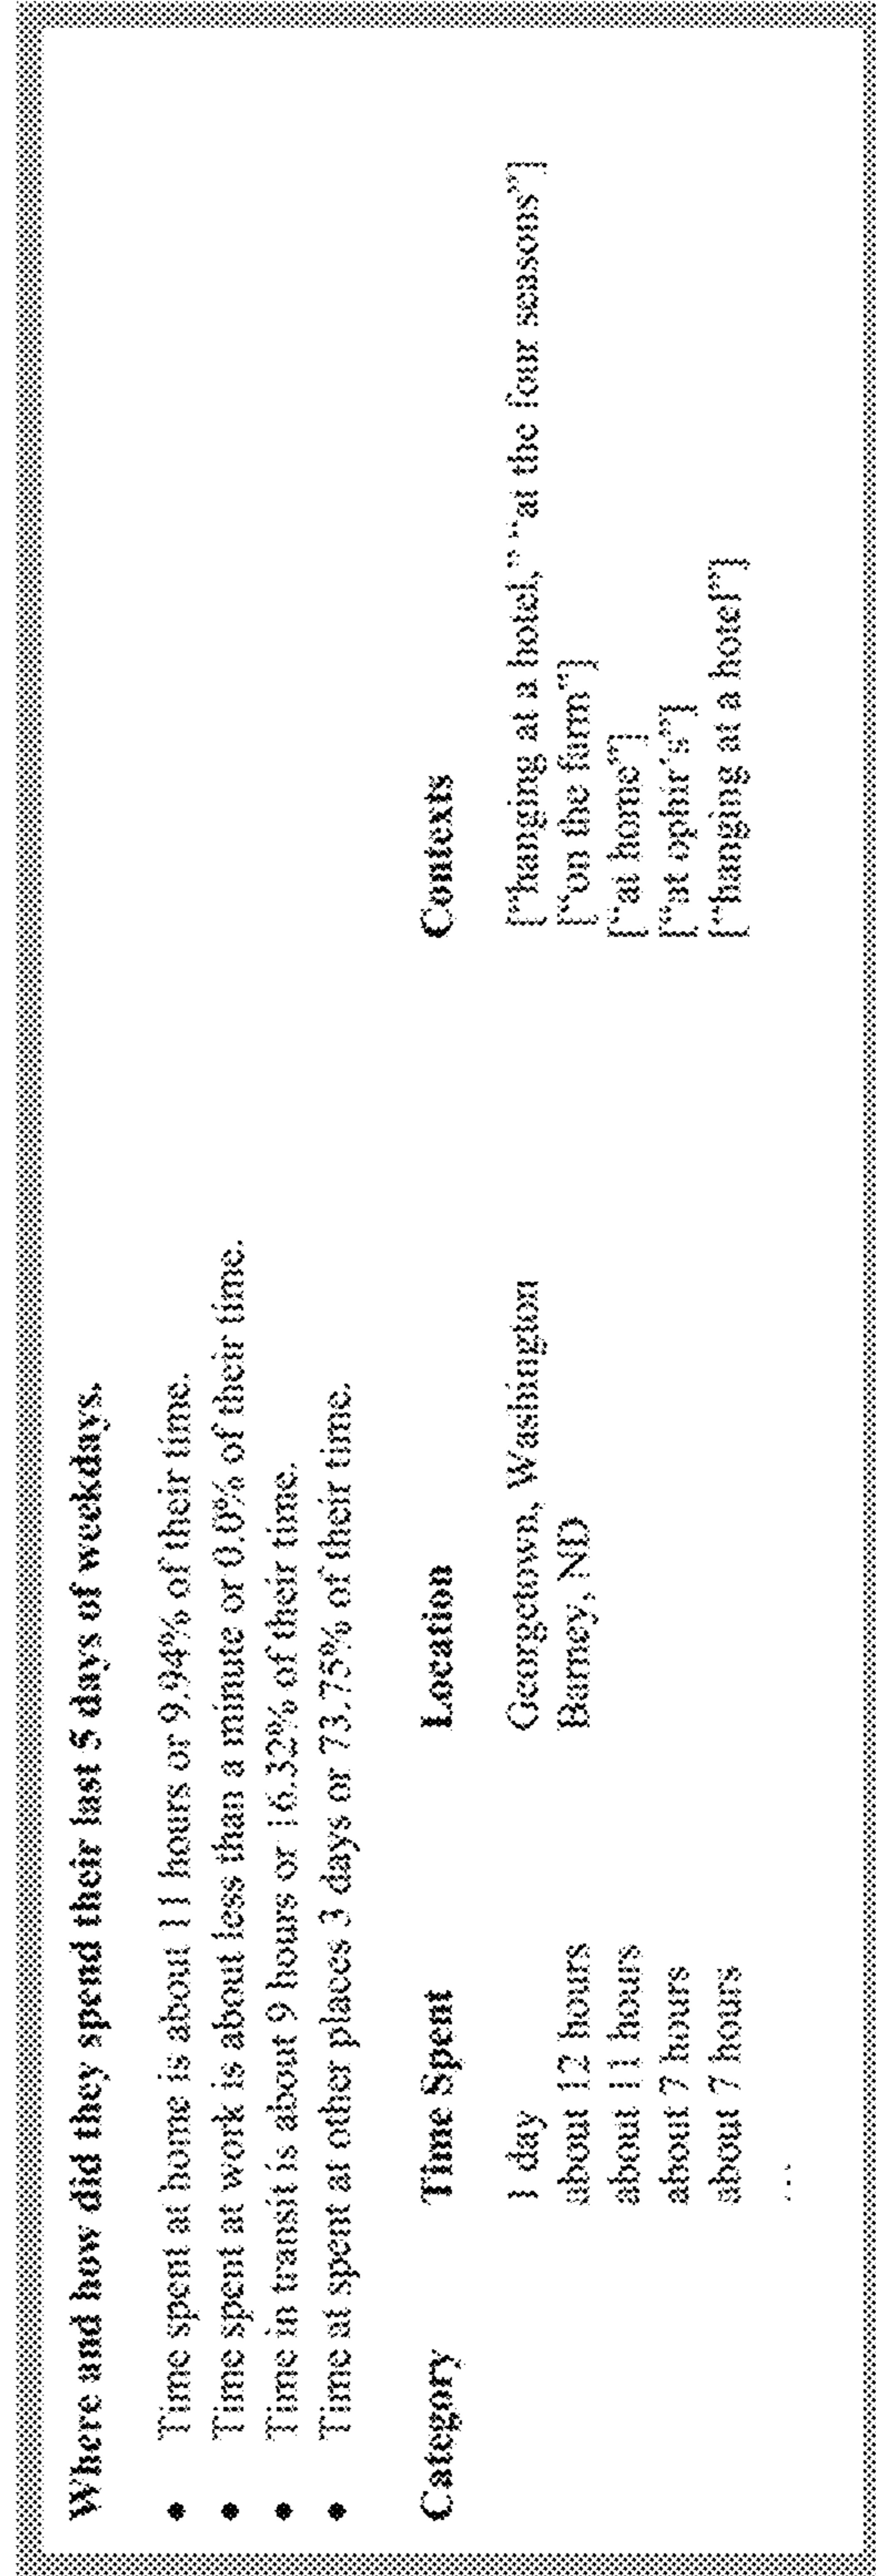 Where and how did they spend their last 5 days of weekdays.
• Time spent at home is about 11 hours or 9.94% of their time.
• Time spent at work is about less than a minute or 0.0% of their time.
• Time in transit is about 9 hours or 16.32% of their time.
• Time at spent at other places 3 days or 73.75% of their time.
Category Time Spent Location Contexts
1 day Georgetown, Washington ["hanging at a hotel," "at the four seasons"]
about 12 hours Barney, ND ["on the farm"]
about 11 hours ["at home"]
about 7 hours ["at ophir's"]
about 7 hours ["hanging at a hotel"]
...